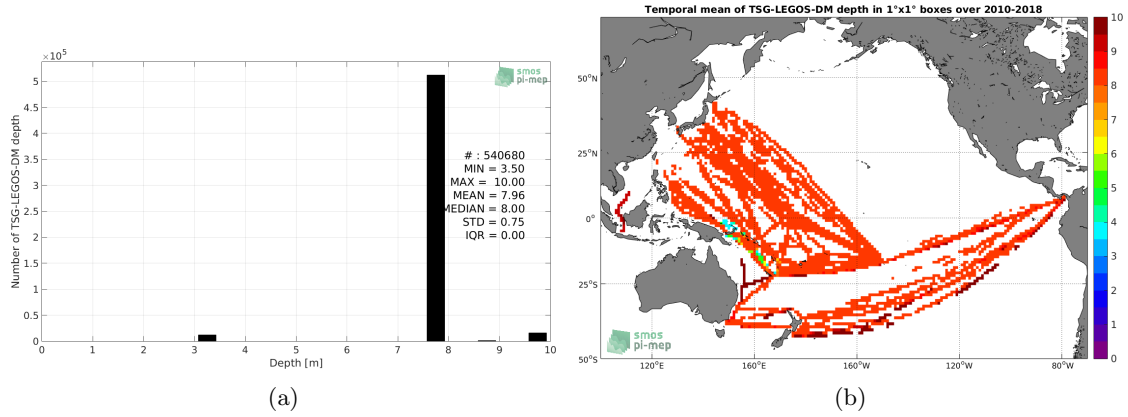 ×10⁵
5
4.5
4
3.5
3
2.5
2
1.5
1
0.5
0
Number of TSG-LEGOS-DM depth
smos
pi-mep
# : 540680
MIN = 3.50
MAX = 10.00
MEAN = 7.96
MEDIAN = 8.00
STD = 0.75
IQR = 0.00
0 1 2 3 4 5 6 7 8 9 10
Depth [m]
(a)
Temporal mean of TSG-LEGOS-DM depth in 1°x1° boxes over 2010-2018
50°N
25°N
0°
25°S
50°S
smos
pi-mep
120°E 160°E 160°W 120°W 80°W
10
9
8
7
6
5
4
3
2
1
0
(b)